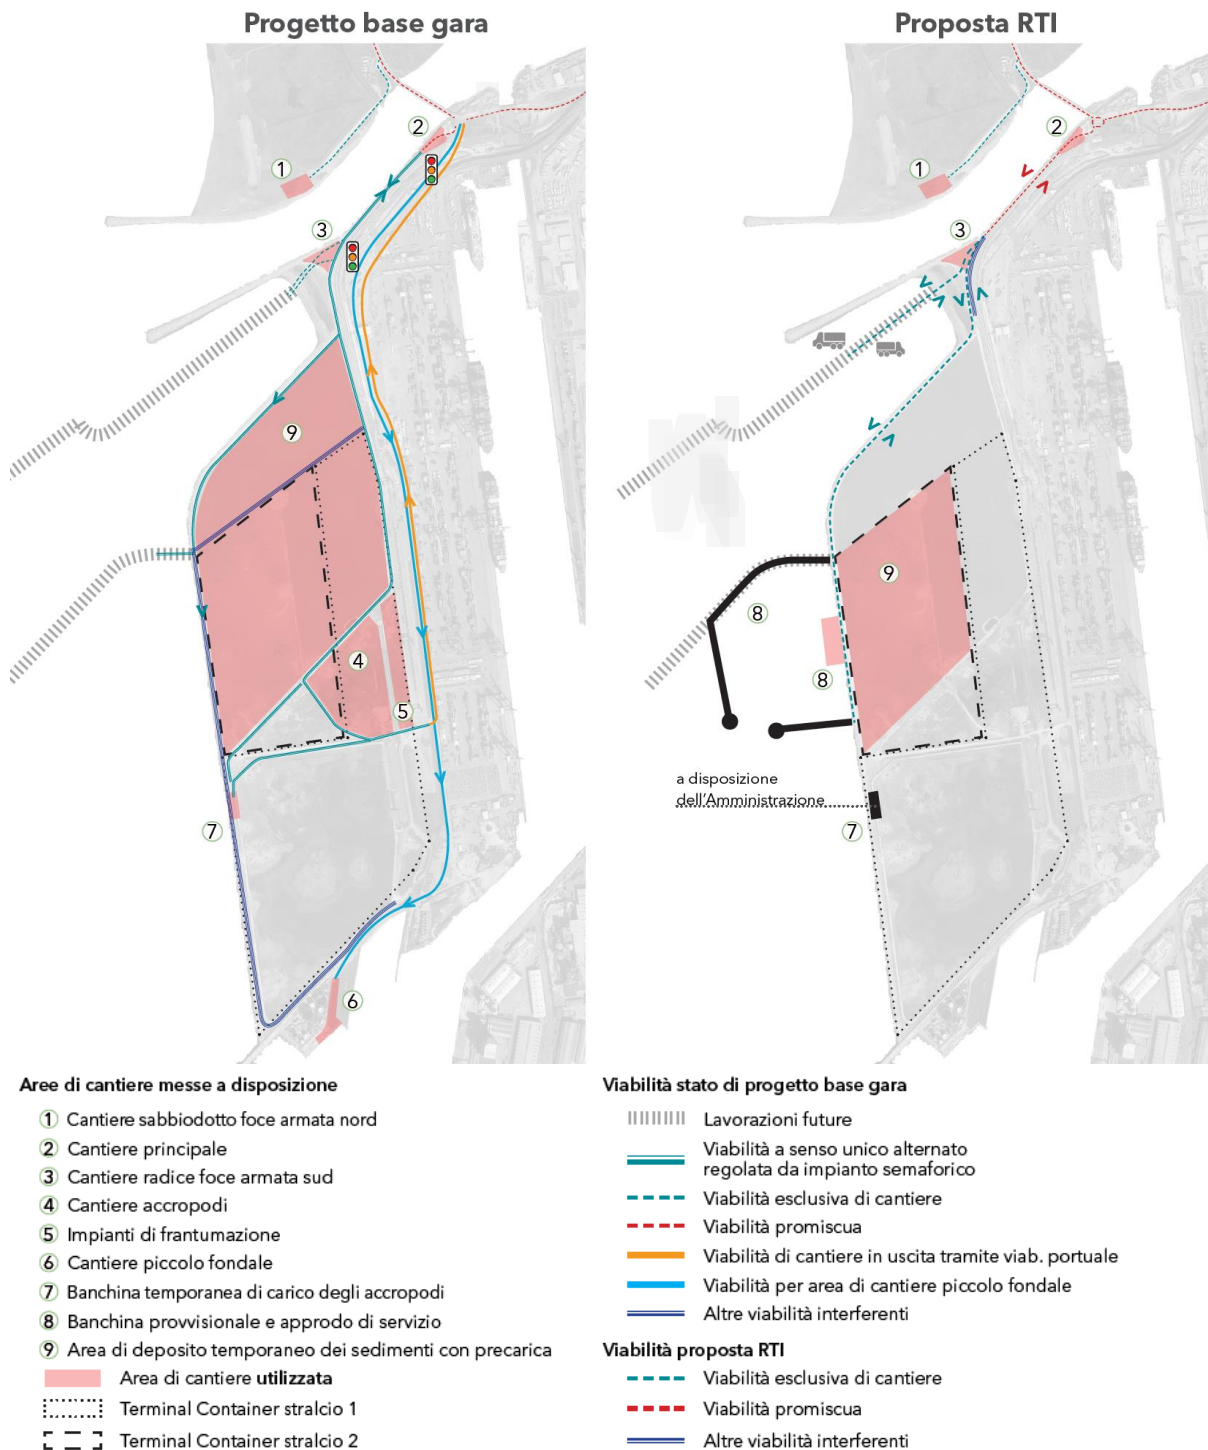 Progetto base gara
Proposta RTI
2
1
3
9
4
5
7
6
2
1
3
9
8
8
a disposizione
dell'Amministrazione
7
Aree di cantiere messe a disposizione
1 Cantiere sabbiodotto foce armata nord
2 Cantiere principale
3 Cantiere radice foce armata sud
4 Cantiere accropodi
5 Impianti di frantumazione
6 Cantiere piccolo fondale
7 Banchina temporanea di carico degli accropodi
8 Banchina provvisionale e approdo di servizio
9 Area di deposito temporaneo dei sedimenti con precarica
Area di cantiere utilizzata
Terminal Container stralcio 1
Terminal Container stralcio 2
Viabilità stato di progetto base gara
Lavorazioni future
Viabilità a senso unico alternato
regolata da impianto semaforico
Viabilità esclusiva di cantiere
Viabilità promiscua
Viabilità di cantiere in uscita tramite viab. portuale
Viabilità per area di cantiere piccolo fondale
Altre viabilità interferenti
Viabilità proposta RTI
Viabilità esclusiva di cantiere
Viabilità promiscua
Altre viabilità interferenti